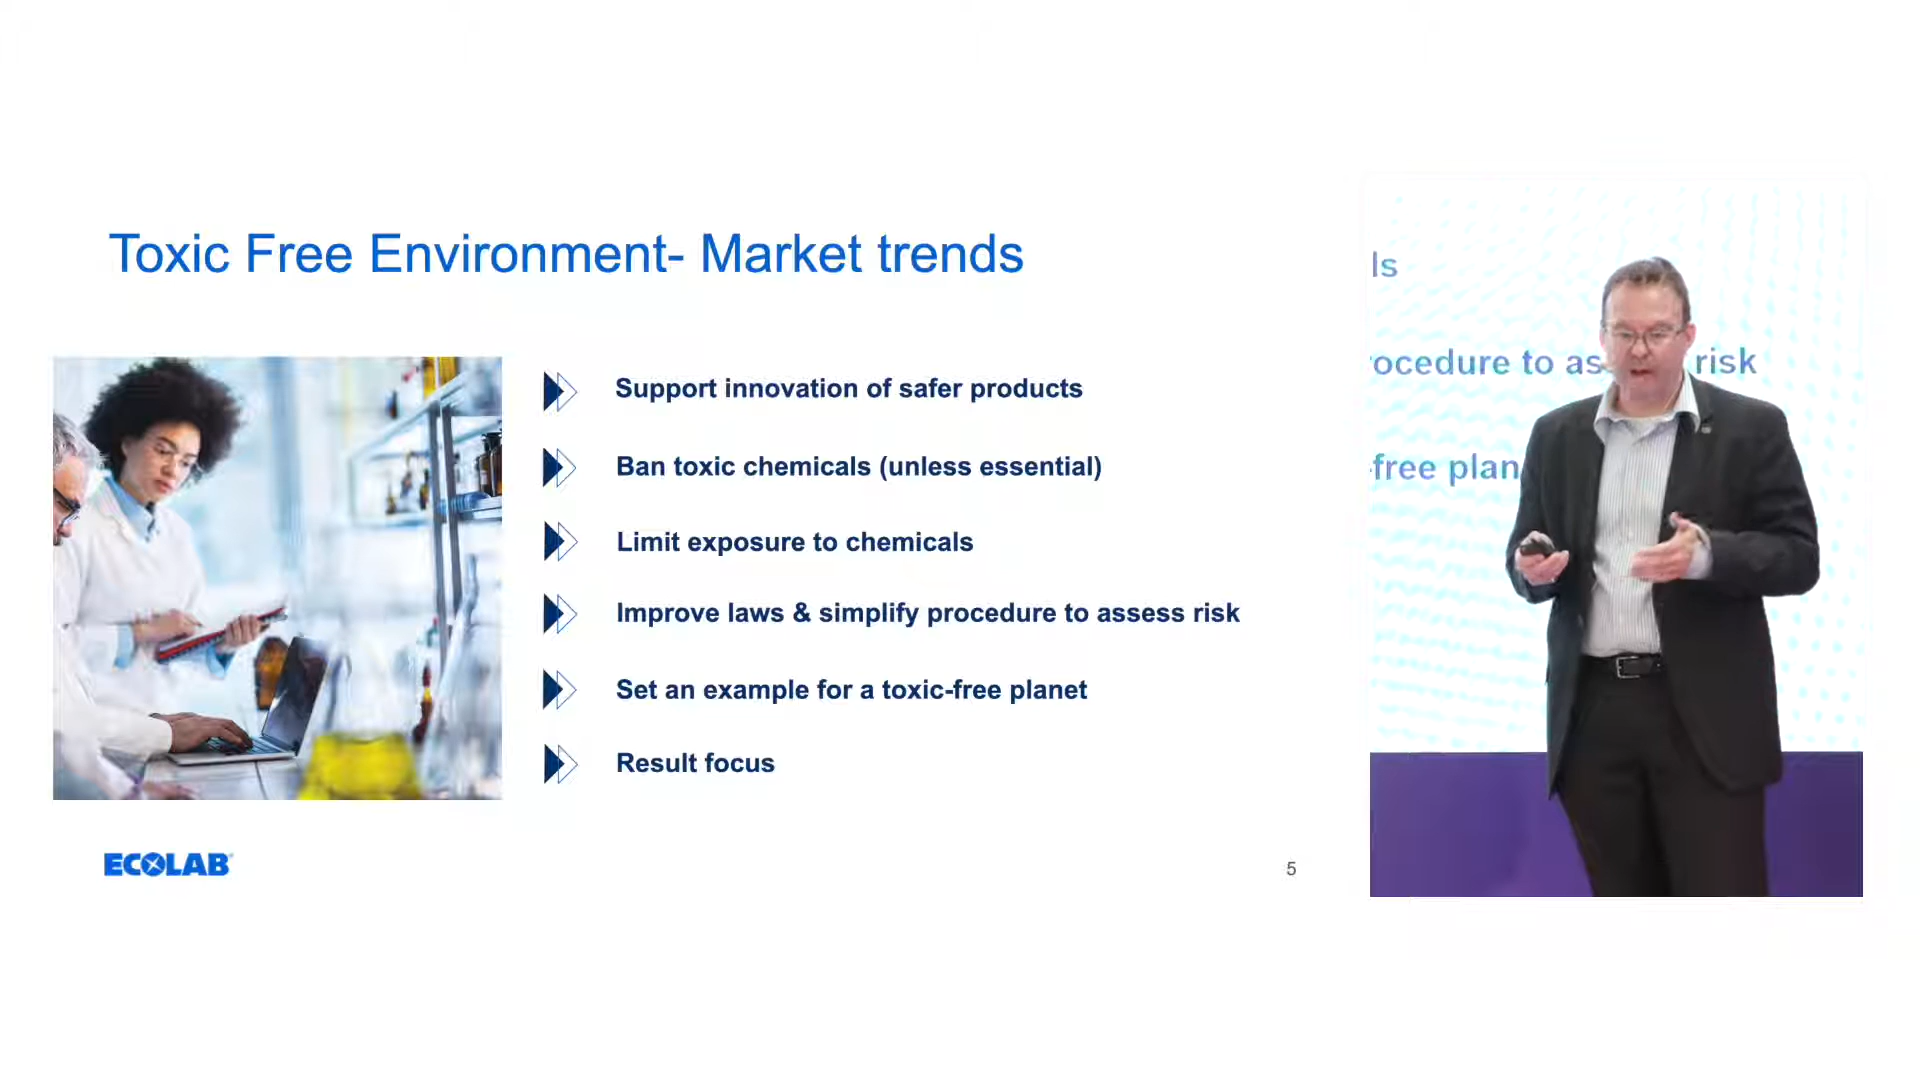 Toxic Free Environment- Market trends
Support innovation of safer products
Ban toxic chemicals (unless essential)
Limit exposure to chemicals
Improve laws & simplify procedure to assess risk
Set an example for a toxic-free planet
Result focus
ECOLAB
5
ls
rocedure to as risk
-free plan